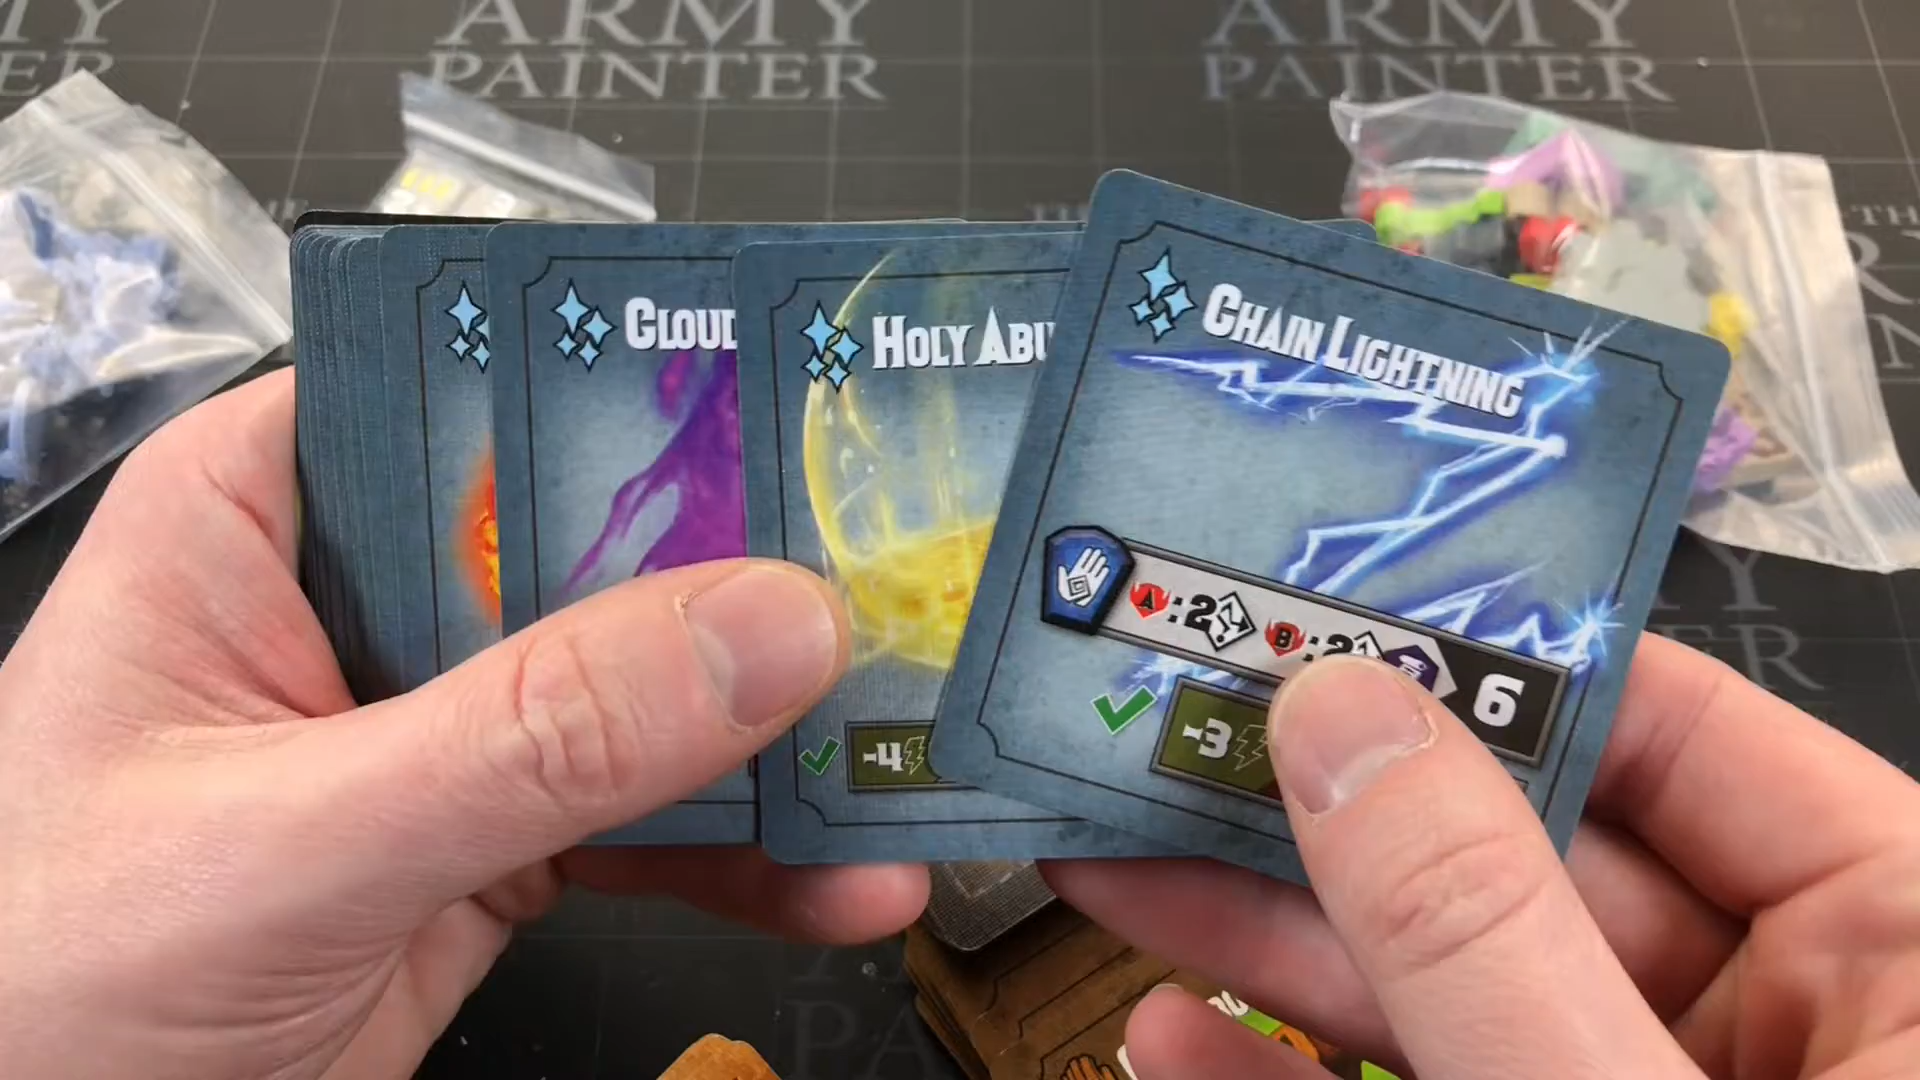 ARMY
PAINTER
ARMY
PAINTER
CLOUD
HOLY ABU
CHAIN LIGHTNING
A:2 B:2 6
-4
-3